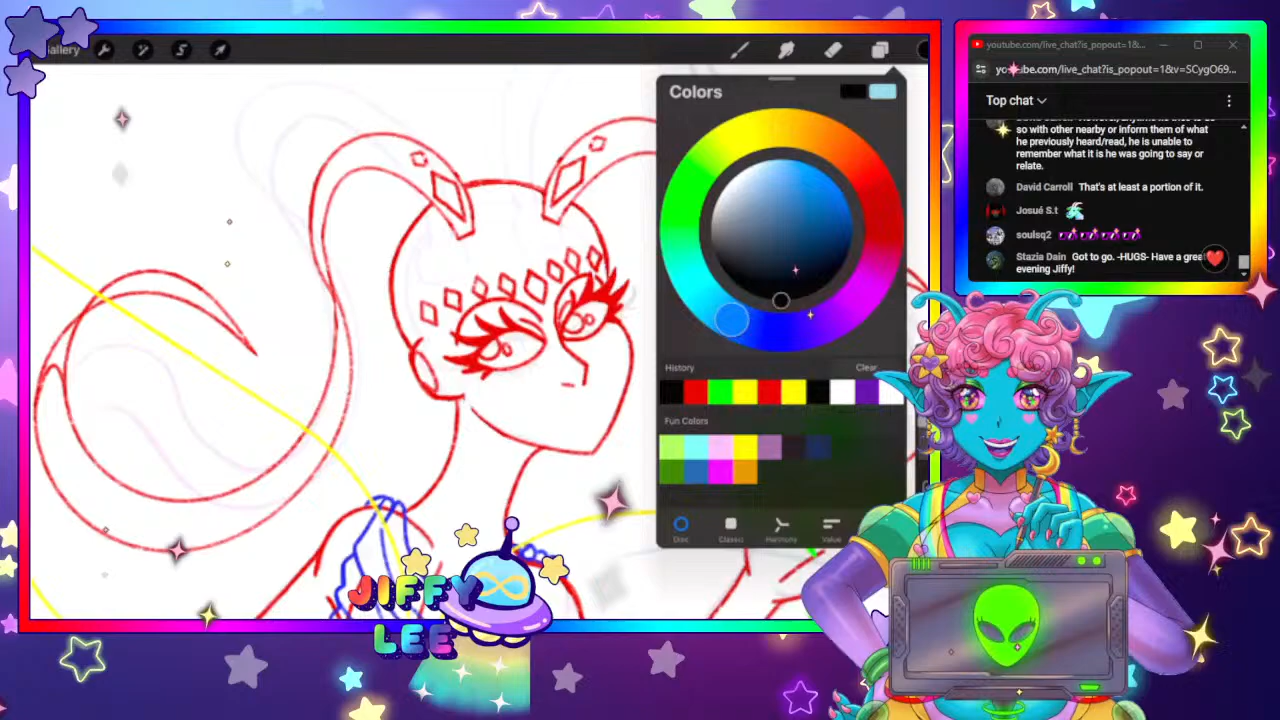 Gallery
Colors
History
Clear
Fun Colors
Disc
Classic
Harmony
Value
JIFFY
LEE
youtube.com/live_chat?is_popout=1&...
youtube.com/live_chat?is_popout=1&v=SCygO69...
Top chat
so with other nearby or inform them of what
he previously heard/read, he is unable to
remember what it is he was going to say or
relate.
David Carroll That's at least a portion of it.
Josué S.t
soulsq2
Stazia Dain Got to go. -HUGS- Have a great
evening Jiffy!